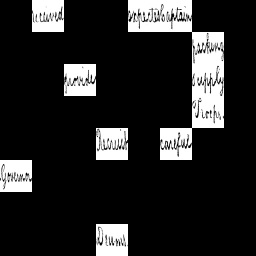 received expected Captain
packing
provide supply
Troops.
Recruit careful
Governor
Drums.